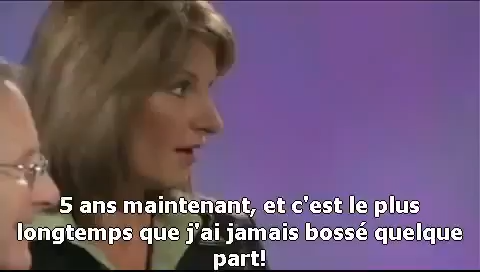 5 ans maintenant, et c'est le plus
longtemps que j'ai jamais bossé quelque
part!